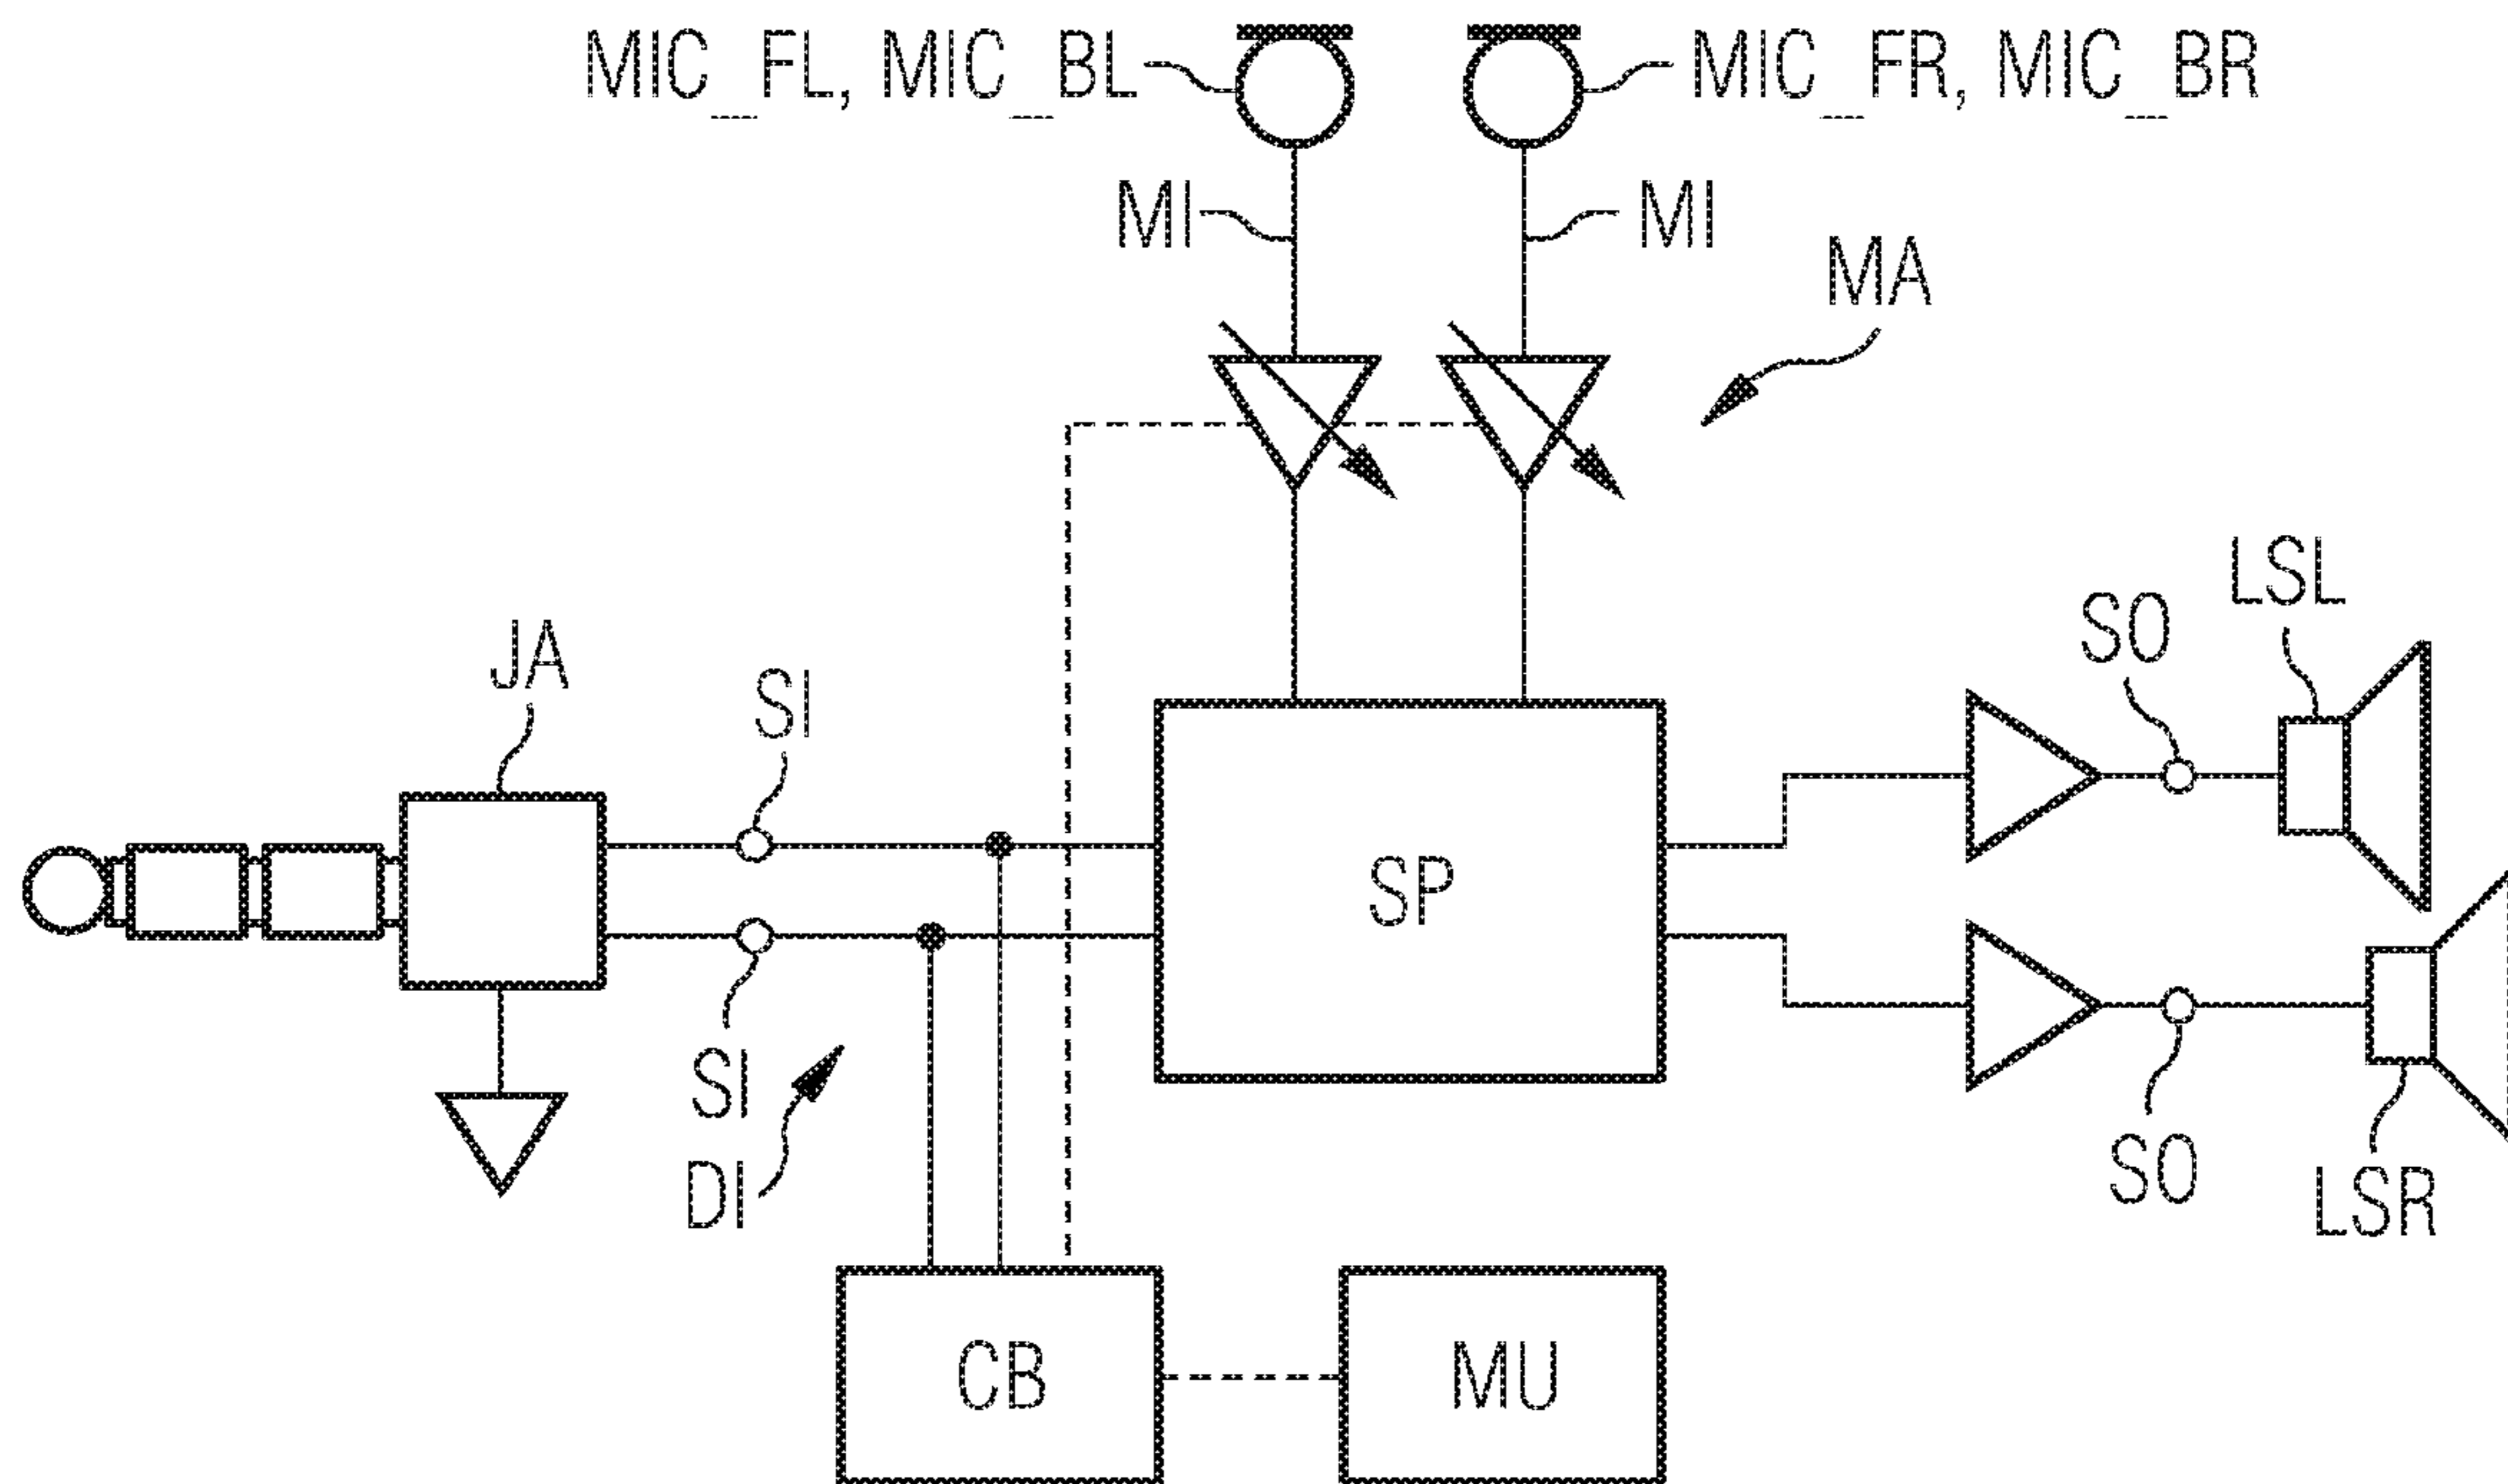 MIC_FL, MIC_BL
MIC_FR, MIC_BR
MI
MI
MA
LSL
SO
JA
SI
SP
SI
DI
SO
LSR
CB
MU